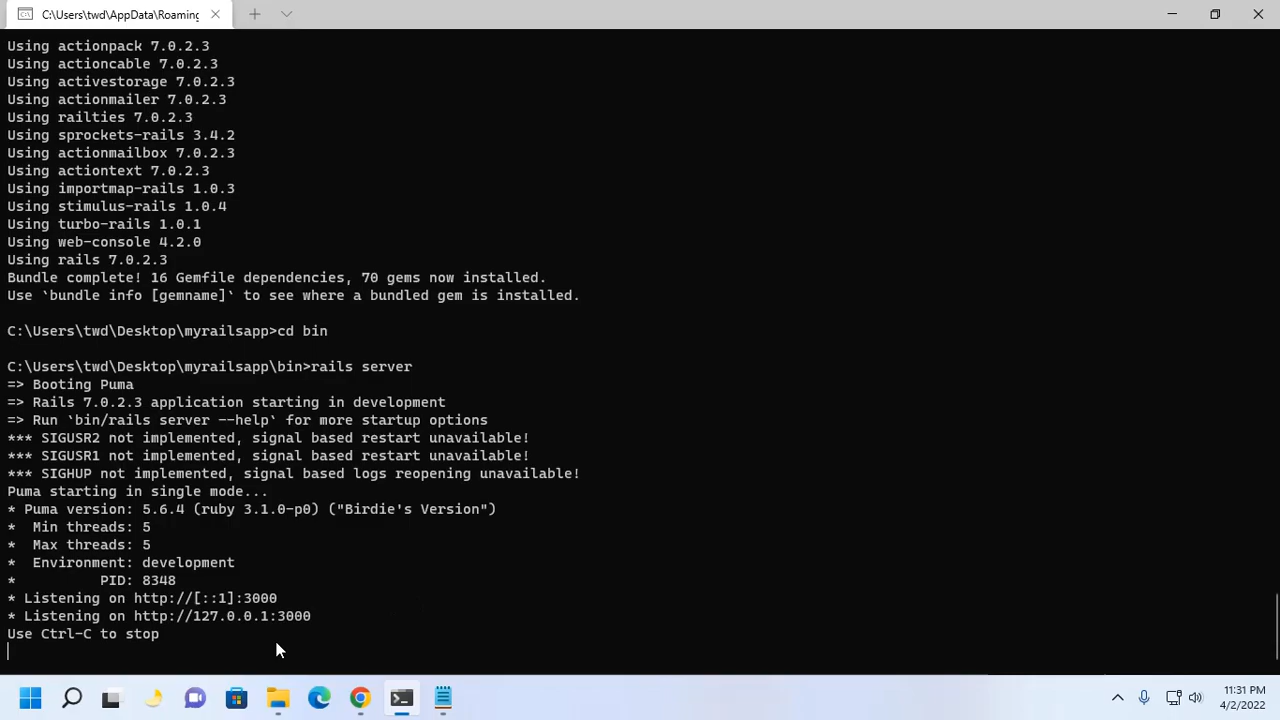 C:\Users\twd\AppData\Roaming
Using actionpack 7.0.2.3
Using actioncable 7.0.2.3
Using activestorage 7.0.2.3
Using actionmailer 7.0.2.3
Using railties 7.0.2.3
Using sprockets-rails 3.4.2
Using actionmailbox 7.0.2.3
Using actiontext 7.0.2.3
Using importmap-rails 1.0.3
Using stimulus-rails 1.0.4
Using turbo-rails 1.0.1
Using web-console 4.2.0
Using rails 7.0.2.3
Bundle complete! 16 Gemfile dependencies, 70 gems now installed.
Use `bundle info [gemname]` to see where a bundled gem is installed.
C:\Users\twd\Desktop\myrailsapp>cd bin
C:\Users\twd\Desktop\myrailsapp\bin>rails server
=> Booting Puma
=> Rails 7.0.2.3 application starting in development
=> Run `bin/rails server --help` for more startup options
*** SIGUSR2 not implemented, signal based restart unavailable!
*** SIGUSR1 not implemented, signal based restart unavailable!
*** SIGHUP not implemented, signal based logs reopening unavailable!
Puma starting in single mode...
* Puma version: 5.6.4 (ruby 3.1.0-p0) ("Birdie's Version")
*  Min threads: 5
*  Max threads: 5
*  Environment: development
*          PID: 8348
* Listening on http://[::1]:3000
* Listening on http://127.0.0.1:3000
Use Ctrl-C to stop
11:31 PM
4/2/2022